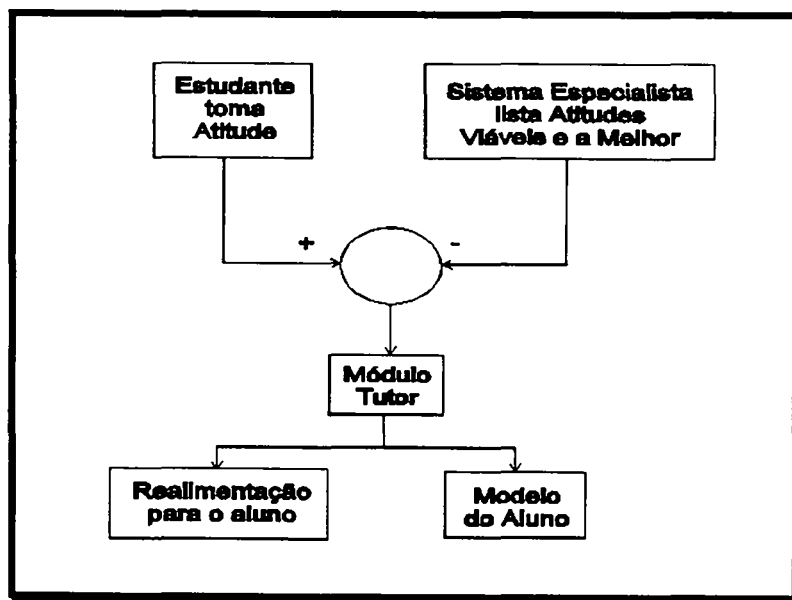 Estudante
toma
Atitude
Sistema Especialista
lista Atitudes
Viáveis e a Melhor
+
-
Módulo
Tutor
Realimentação
para o aluno
Modelo
do Aluno